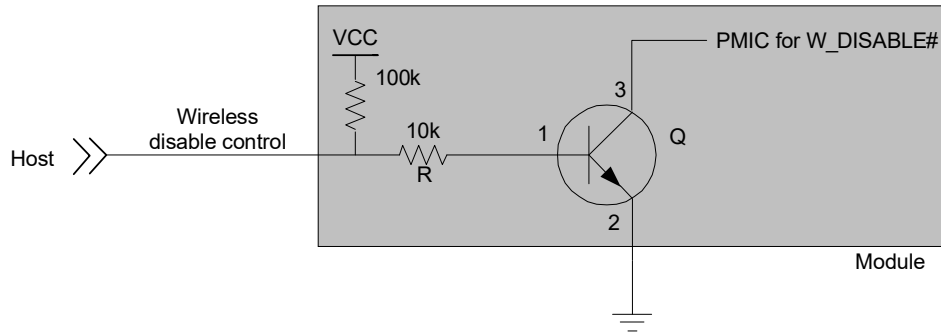 VCC
PMIC for W_DISABLE#
100k
3
Wireless
disable control
10k
1
Q
Host
R
2
Module